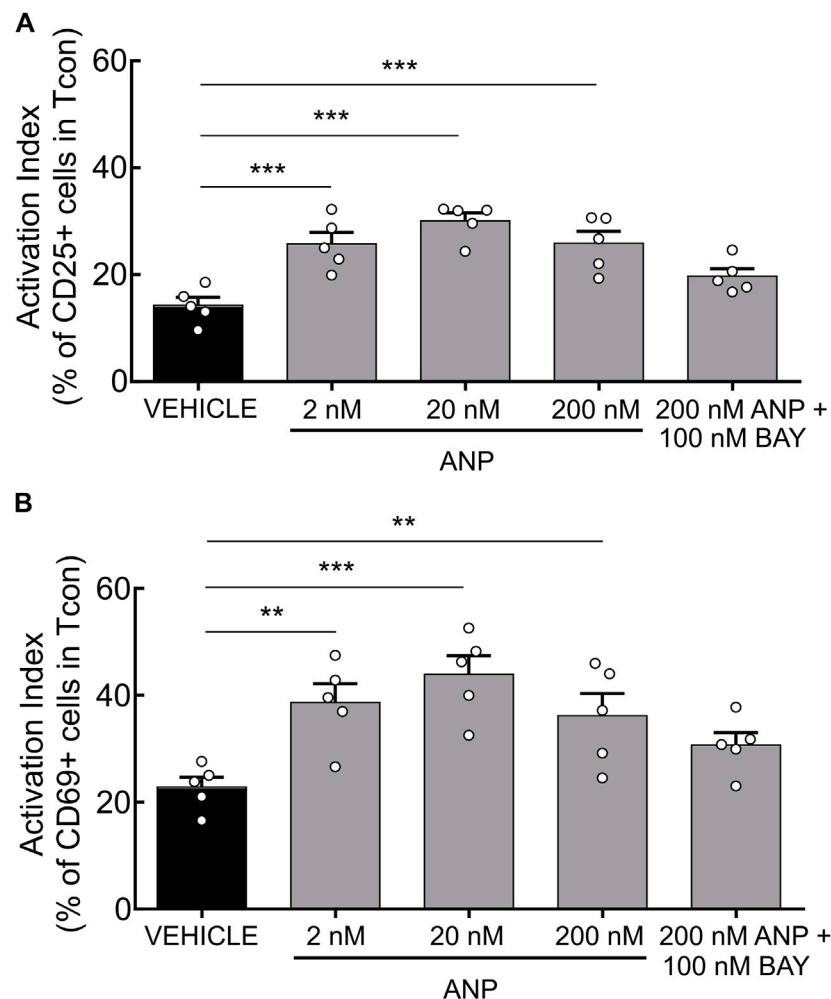 A
Activation Index
(% of CD25+ cells in Tcon)
60
40
20
0
***
***
***
VEHICLE
2 nM
20 nM
200 nM
200 nM ANP +
100 nM BAY
ANP
B
Activation Index
(% of CD69+ cells in Tcon)
60
40
20
0
**
***
**
VEHICLE
2 nM
20 nM
200 nM
200 nM ANP +
100 nM BAY
ANP